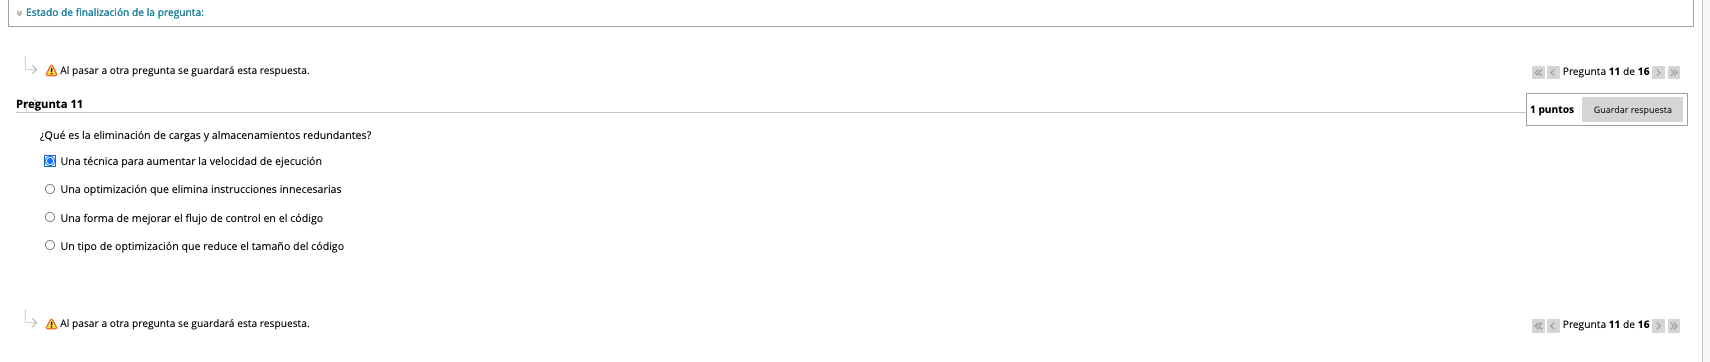 Estado de finalización de la pregunta:
Al pasar a otra pregunta se guardará esta respuesta.
Pregunta 11 de 16
Pregunta 11
1 puntos
Guardar respuesta
¿Qué es la eliminación de cargas y almacenamientos redundantes?
Una técnica para aumentar la velocidad de ejecución
Una optimización que elimina instrucciones innecesarias
Una forma de mejorar el flujo de control en el código
Un tipo de optimización que reduce el tamaño del código
Al pasar a otra pregunta se guardará esta respuesta.
Pregunta 11 de 16